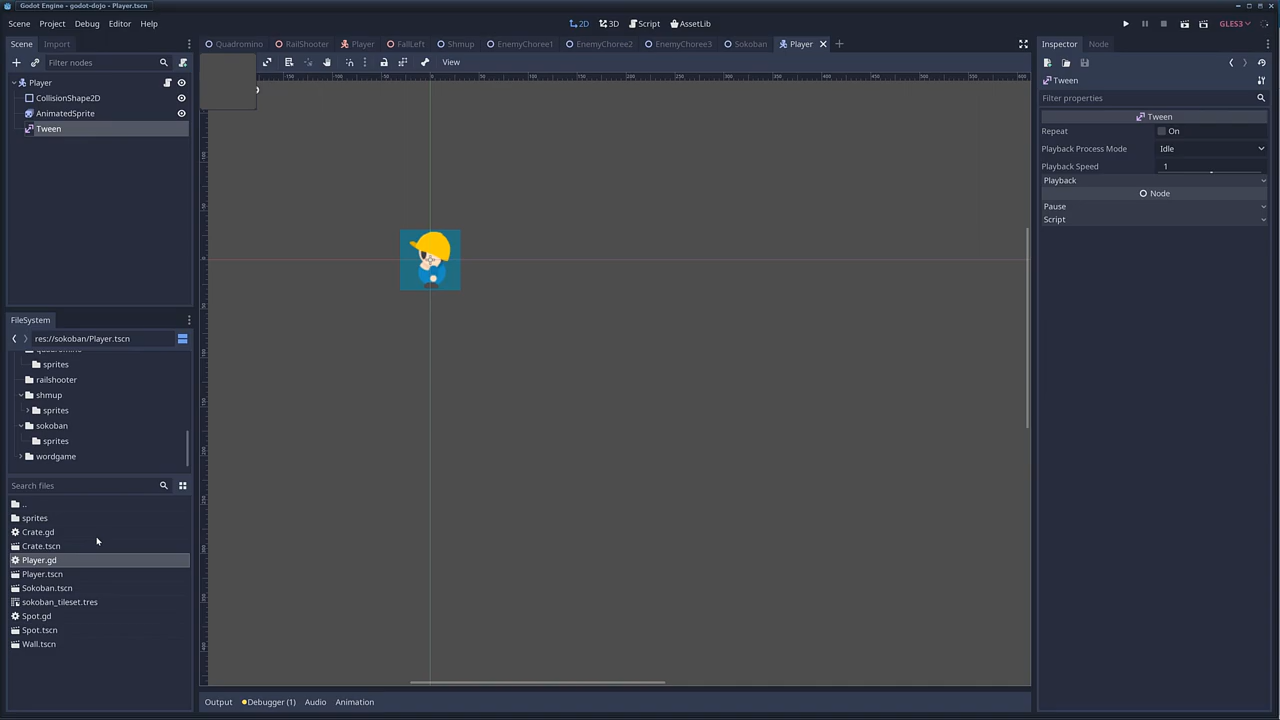 Godot Engine - godot-dojo - Player.tscn
Scene Project Debug Editor Help
2D 3D Script AssetLib
GLES3
Scene Import
Quadromino RailShooter Player FallLeft Shmup EnemyChoree1 EnemyChoree2 EnemyChoree3 Sokoban Player
Inspector Node
Filter nodes
View
Player
CollisionShape2D
AnimatedSprite
Tween
Tween
Filter properties
Tween
Repeat On
Playback Process Mode Idle
Playback Speed 1
Playback
Node
Pause
Script
FileSystem
res://sokoban/Player.tscn
sprites
railshooter
shmup
sprites
sokoban
sprites
wordgame
Search files
..
sprites
Crate.gd
Crate.tscn
Player.gd
Player.tscn
Sokoban.tscn
sokoban_tileset.tres
Spot.gd
Spot.tscn
Wall.tscn
Output Debugger (1) Audio Animation